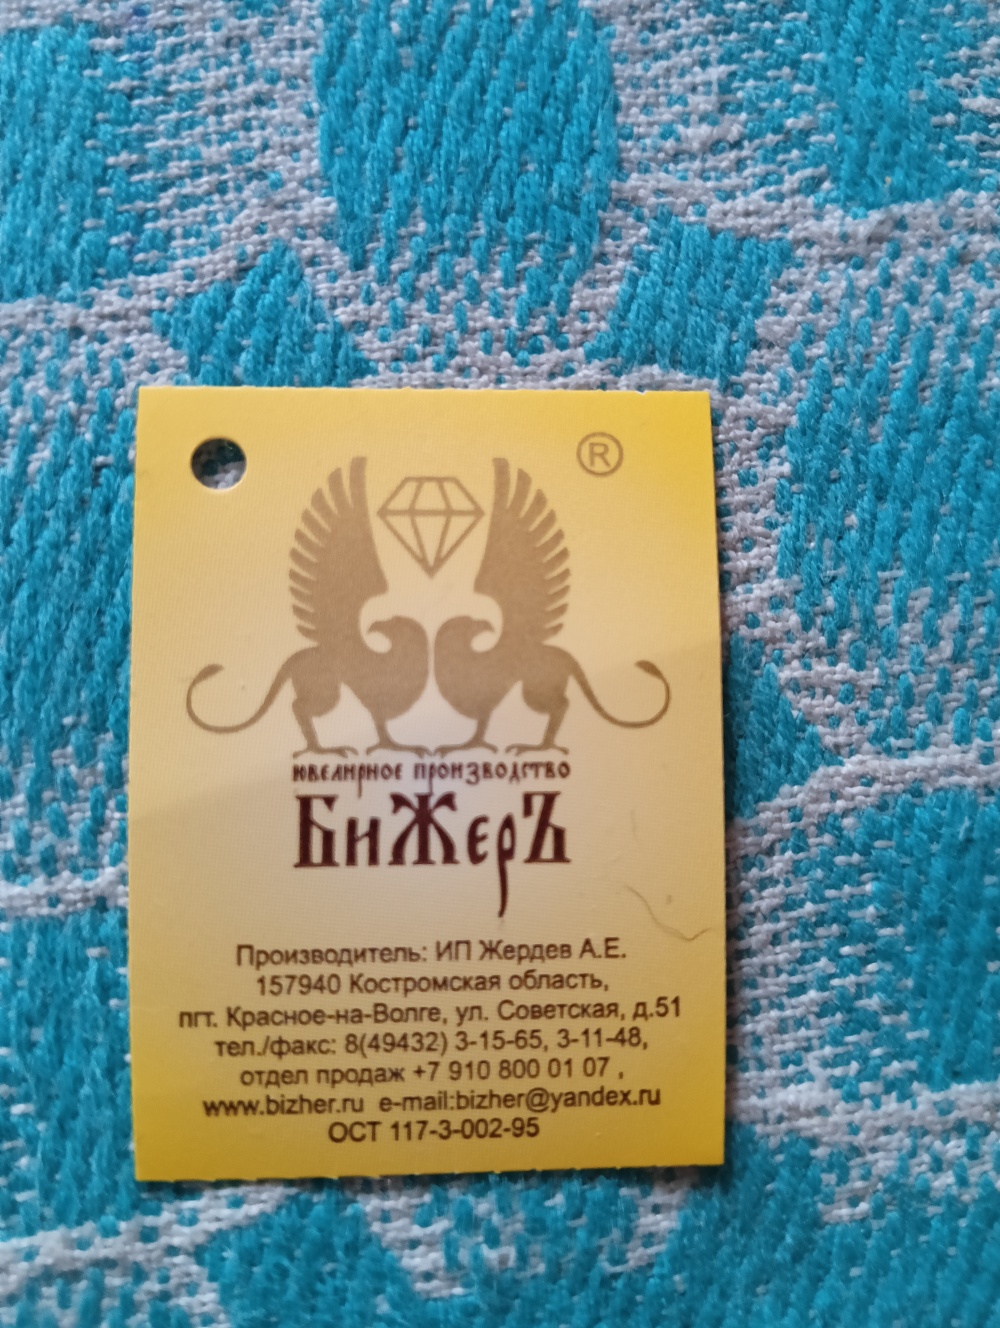 ®
ювелирное производство
БиЖерЪ
Производитель: ИП Жердев А.Е.
157940 Костромская область,
пгт. Красное-на-Волге, ул. Советская, д.51
тел./факс: 8(49432) 3-15-65, 3-11-48,
отдел продаж +7 910 800 01 07 ,
www.bizher.ru e-mail:bizher@yandex.ru
ОСТ 117-3-002-95